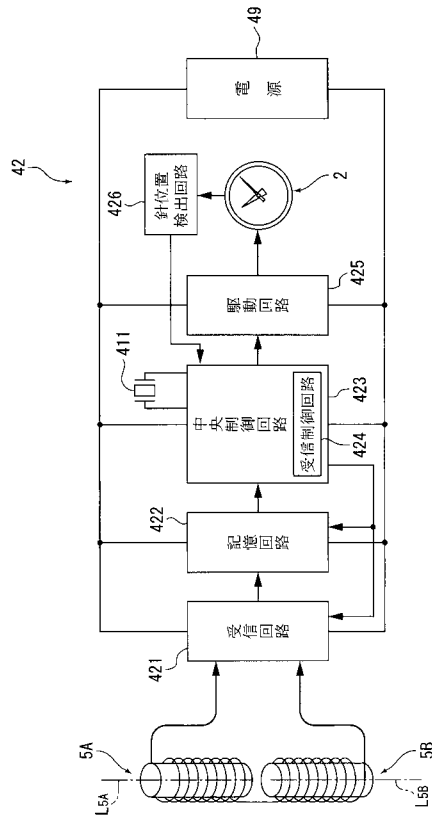 42
5A
L5A
5B
L5B
421
受信回路
422
記憶回路
411
中央制御回路
受信制御回路
424
423
駆動回路
425
針位置
検出回路
426
2
電源
49